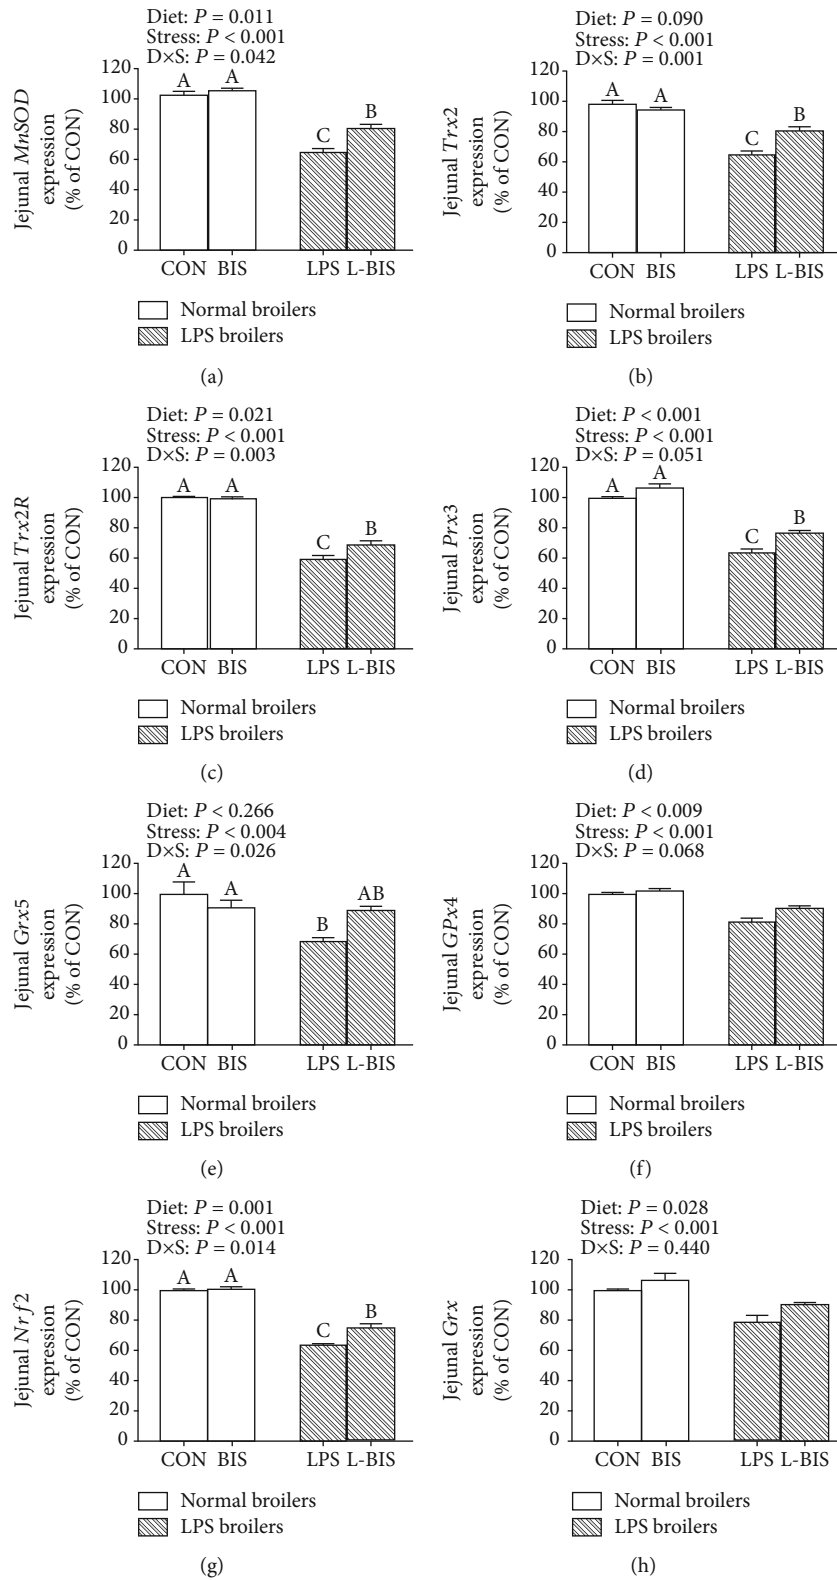 Diet: P = 0.011
Stress: P < 0.001
D×S: P = 0.042
Jejunal MnSOD
expression
(% of CON)
120
100
80
60
40
20
0
A
A
C
B
CON BIS LPS L-BIS
Normal broilers
LPS broilers
(a)
Diet: P = 0.090
Stress: P < 0.001
D×S: P = 0.001
Jejunal Trx2
expression
(% of CON)
120
100
80
60
40
20
0
A
A
C
B
CON BIS LPS L-BIS
Normal broilers
LPS broilers
(b)
Diet: P = 0.021
Stress: P < 0.001
D×S: P = 0.003
Jejunal Trx2R
expression
(% of CON)
120
100
80
60
40
20
0
A
A
C
B
CON BIS LPS L-BIS
Normal broilers
LPS broilers
(c)
Diet: P < 0.001
Stress: P < 0.001
D×S: P = 0.051
Jejunal Prx3
expression
(% of CON)
120
100
80
60
40
20
0
A
A
C
B
CON BIS LPS L-BIS
Normal broilers
LPS broilers
(d)
Diet: P < 0.266
Stress: P < 0.004
D×S: P = 0.026
Jejunal Grx5
expression
(% of CON)
120
100
80
60
40
20
0
A
A
B
AB
CON BIS LPS L-BIS
Normal broilers
LPS broilers
(e)
Diet: P < 0.009
Stress: P < 0.001
D×S: P = 0.068
Jejunal GPx4
expression
(% of CON)
120
100
80
60
40
20
0
CON BIS LPS L-BIS
Normal broilers
LPS broilers
(f)
Diet: P = 0.001
Stress: P < 0.001
D×S: P = 0.014
Jejunal Nrf2
expression
(% of CON)
120
100
80
60
40
20
0
A
A
C
B
CON BIS LPS L-BIS
Normal broilers
LPS broilers
(g)
Diet: P = 0.028
Stress: P < 0.001
D×S: P = 0.440
Jejunal Grx
expression
(% of CON)
120
100
80
60
40
20
0
CON BIS LPS L-BIS
Normal broilers
LPS broilers
(h)